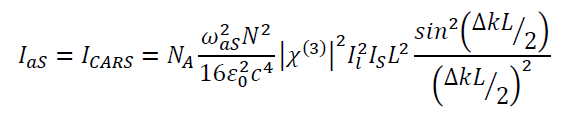 I_{aS} = I_{CARS} = N_A \frac{\omega_{aS}^2 N^2}{16\varepsilon_0^2 c^4} |\chi^{(3)}|^2 I_l^2 I_S L^2 \frac{sin^2(\Delta kL/2)}{(\Delta kL/2)^2}